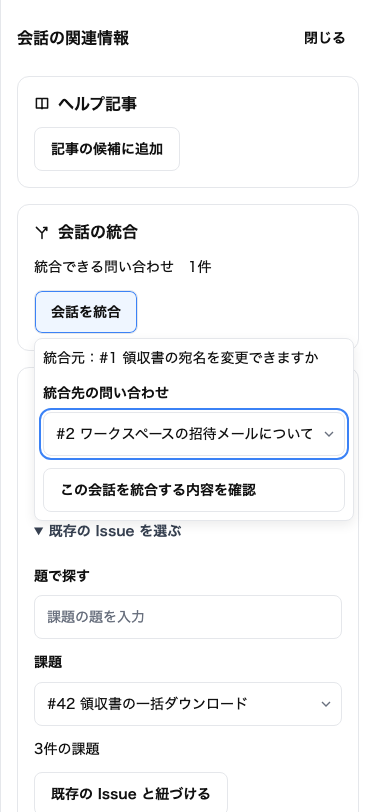 会話の関連情報
閉じる
ヘルプ記事
記事の候補に追加
会話の統合
統合できる問い合わせ 1件
会話を統合
統合元：#1 領収書の宛名を変更できますか
統合先の問い合わせ
#2 ワークスペースの招待メールについて
この会話を統合する内容を確認
▼ 既存の Issue を選ぶ
題で探す
課題の題を入力
課題
#42 領収書の一括ダウンロード
3件の課題
既存の Issue と紐づける